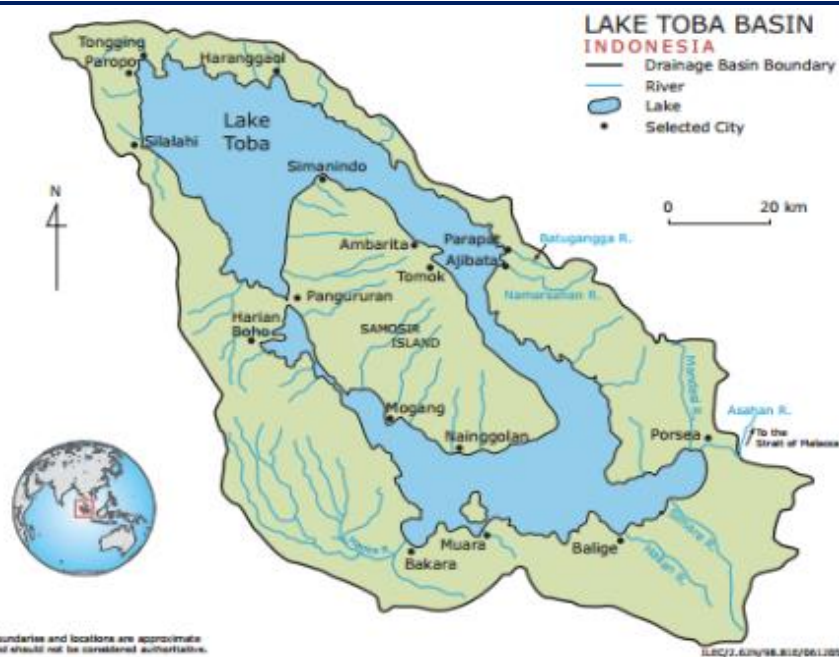 LAKE TOBA BASIN
INDONESIA
Drainage Basin Boundary
River
Lake
Selected City
0 20 km
N
Tongging
Paropo
Haranggaol
Lake
Toba
Silalahi
Simanindo
Ambarita
Parapat
Batugangga R.
Ajibata
Tomok
Namarsahan R.
Pangururan
Harian
Boho
SAMOSIR
ISLAND
Mogang
Nainggolan
Asahan R.
Porsea
To the
Strait of Malacca
Muara
Balige
Bakara
boundaries and locations are approximate
and should not be considered authoritative.